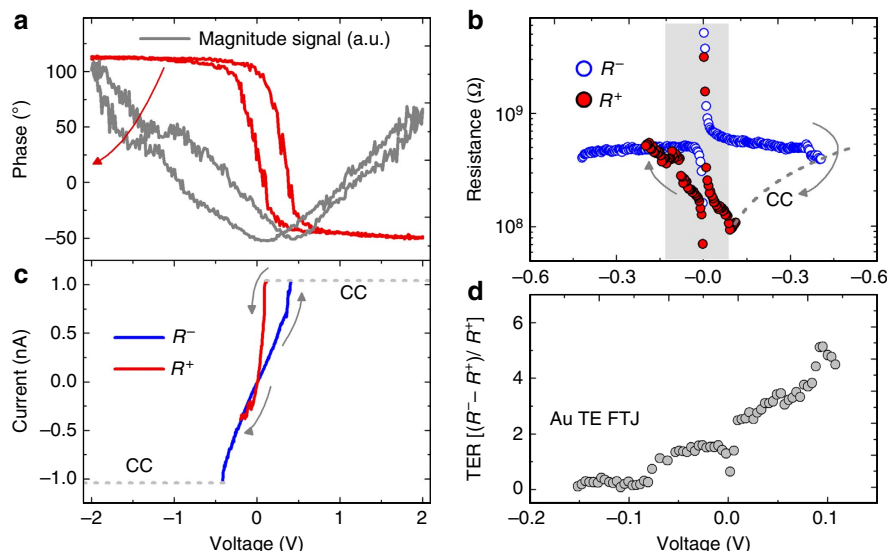 a
Magnitude signal (a.u.)
100
50
0
−50
Phase (°)
b
R⁻
R⁺
10⁹
10⁸
Resistance (Ω)
CC
−0.6
−0.3
−0.0
−0.3
−0.6
c
1.0
0.5
0.0
−0.5
−1.0
Current (nA)
CC
R⁻
R⁺
CC
−2
−1
0
1
2
Voltage (V)
d
6
4
2
0
TER [(R⁻– R⁺)/ R⁺]
Au TE FTJ
−0.2
−0.1
0.0
0.1
Voltage (V)